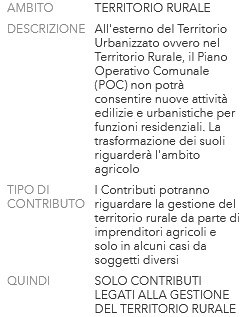 AMBITO TERRITORIO RURALE
DESCRIZIONE All'esterno del Territorio
Urbanizzato ovvero nel
Territorio Rurale, il Piano
Operativo Comunale
(POC) non potrà
consentire nuove attività
edilizie e urbanistiche per
funzioni residenziali. La
trasformazione dei suoli
riguarderà l'ambito
agricolo
TIPO DI I Contributi potranno
CONTRIBUTO riguardare la gestione del
territorio rurale da parte di
imprenditori agricoli e
solo in alcuni casi da
soggetti diversi
QUINDI SOLO CONTRIBUTI
LEGATI ALLA GESTIONE
DEL TERRITORIO RURALE